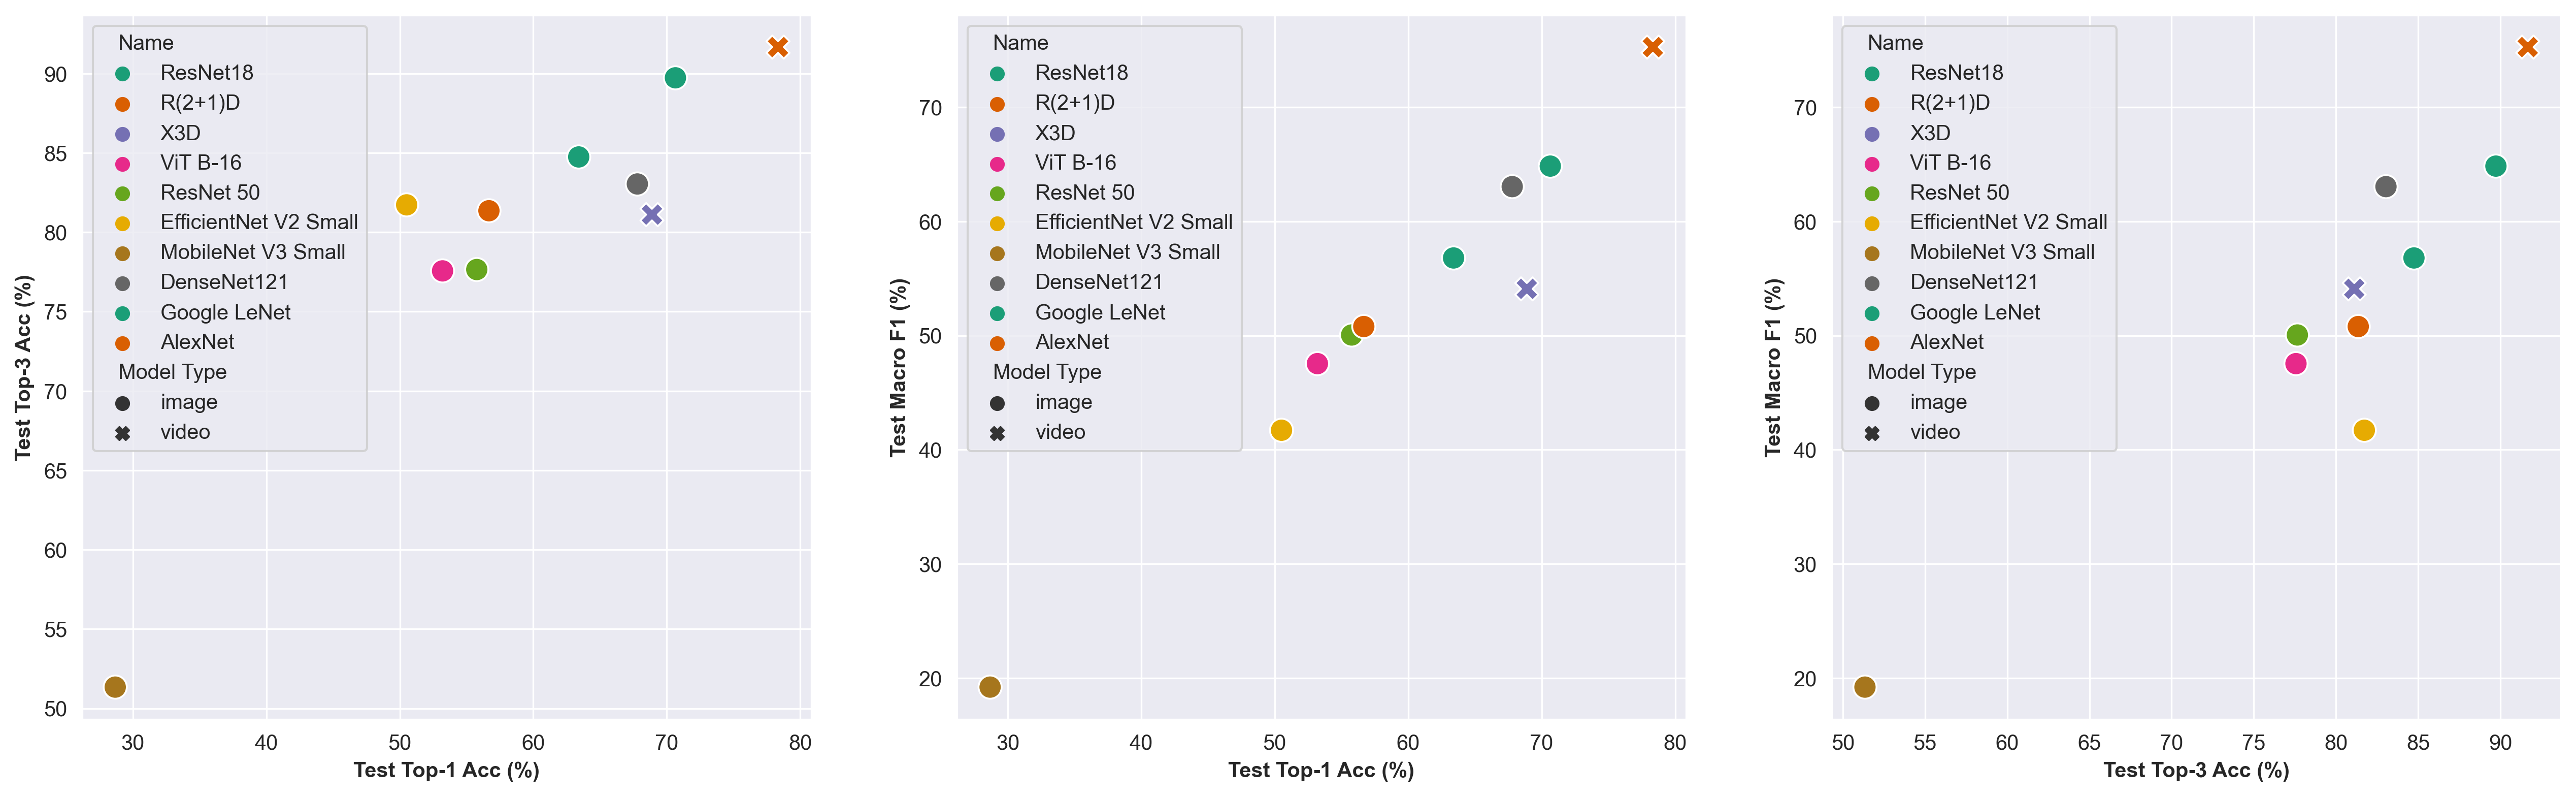 Test Top-3 Acc (%)
90
85
80
75
70
65
60
55
50
Name
ResNet18
R(2+1)D
X3D
ViT B-16
ResNet 50
EfficientNet V2 Small
MobileNet V3 Small
DenseNet121
Google LeNet
AlexNet
Model Type
image
video
30 40 50 60 70 80
Test Top-1 Acc (%)
Test Macro F1 (%)
70
60
50
40
30
20
Name
ResNet18
R(2+1)D
X3D
ViT B-16
ResNet 50
EfficientNet V2 Small
MobileNet V3 Small
DenseNet121
Google LeNet
AlexNet
Model Type
image
video
30 40 50 60 70 80
Test Top-1 Acc (%)
Test Macro F1 (%)
70
60
50
40
30
20
Name
ResNet18
R(2+1)D
X3D
ViT B-16
ResNet 50
EfficientNet V2 Small
MobileNet V3 Small
DenseNet121
Google LeNet
AlexNet
Model Type
image
video
50 55 60 65 70 75 80 85 90
Test Top-3 Acc (%)